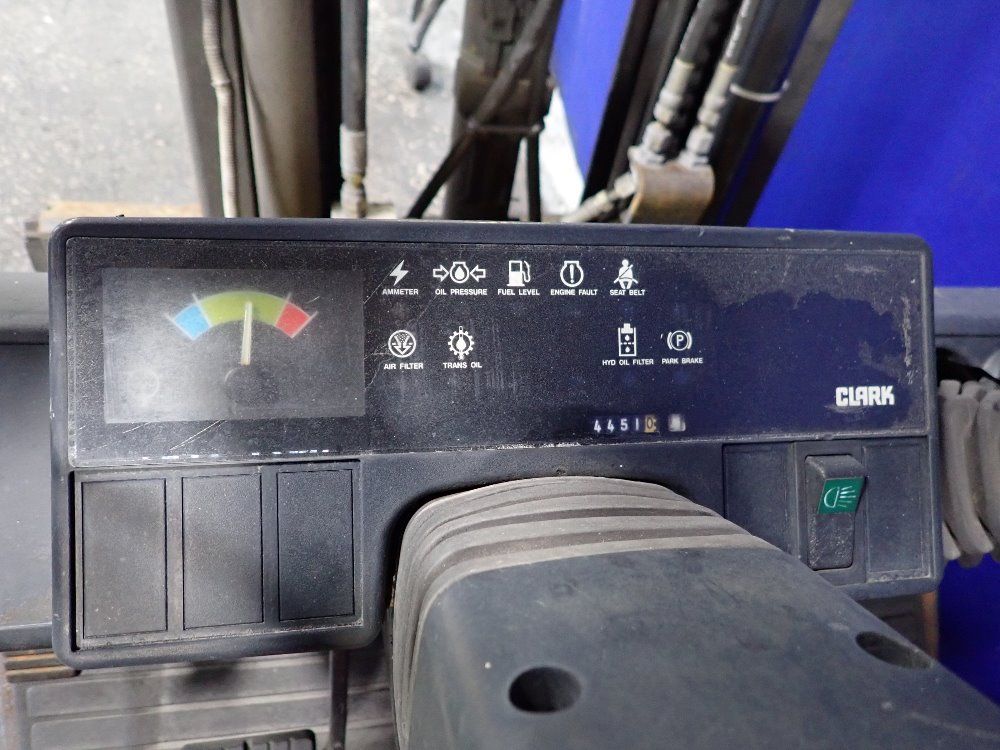 AMMETER OIL PRESSURE FUEL LEVEL ENGINE FAULT SEAT BELT
AIR FILTER TRANS OIL HYD OIL FILTER P PARK BRAKE
CLARK
44510